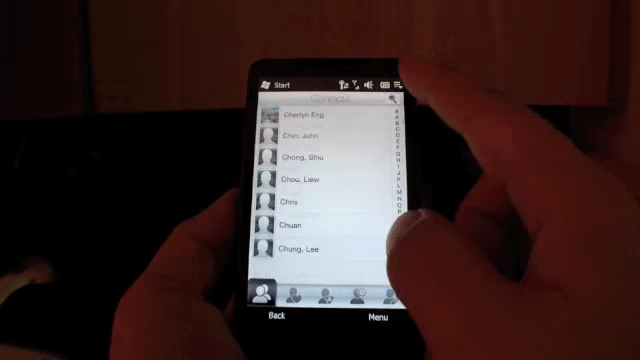 Start
Contacts
Cherlyn Eng
Chin, John
Chong, Shiu
Chou, Liew
Chris
Chuan
Chung, Lee
#
A
B
C
D
E
F
G
H
I
J
K
L
M
N
O
P
Back
Menu